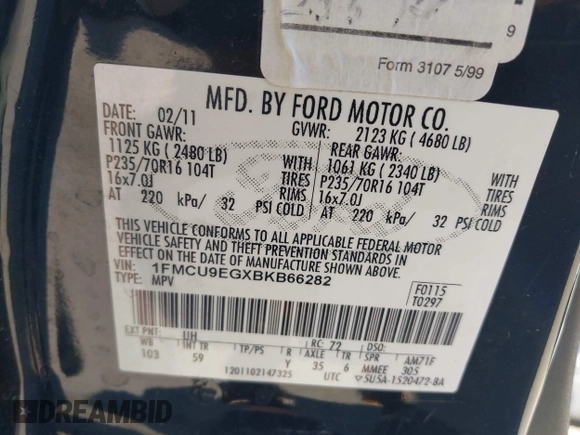 9
Form 3107 5/99
MFD. BY FORD MOTOR CO.
DATE: 02/11 GVWR: 2123 KG (4680 LB)
FRONT GAWR: REAR GAWR:
1125 KG (2480 LB) WITH 1061 KG (2340 LB) WITH
P235/70R16 104T TIRES P235/70R16 104T TIRES
16x7.0J RIMS 16x7.0J RIMS
AT 220 kPa/ 32 PSI COLD AT 220 kPa/ 32 PSI COLD
THIS VEHICLE CONFORMS TO ALL APPLICABLE FEDERAL MOTOR
VEHICLE SAFETY AND THEFT PREVENTION STANDARDS IN
EFFECT ON THE DATE OF MANUFACTURE SHOWN ABOVE.
VIN: 1FMCU9EGXBKB66282
TYPE: MPV
F0115
T0297
EXT PNT: UH RC: 72 DSO:
WB INT TR TP/PS R AXLE TR SPR AM71F
103 59 Y 35 6 MMEE 305
1201102147325 UTC 5U5A-1520472-BA
Ford
DREAMBID